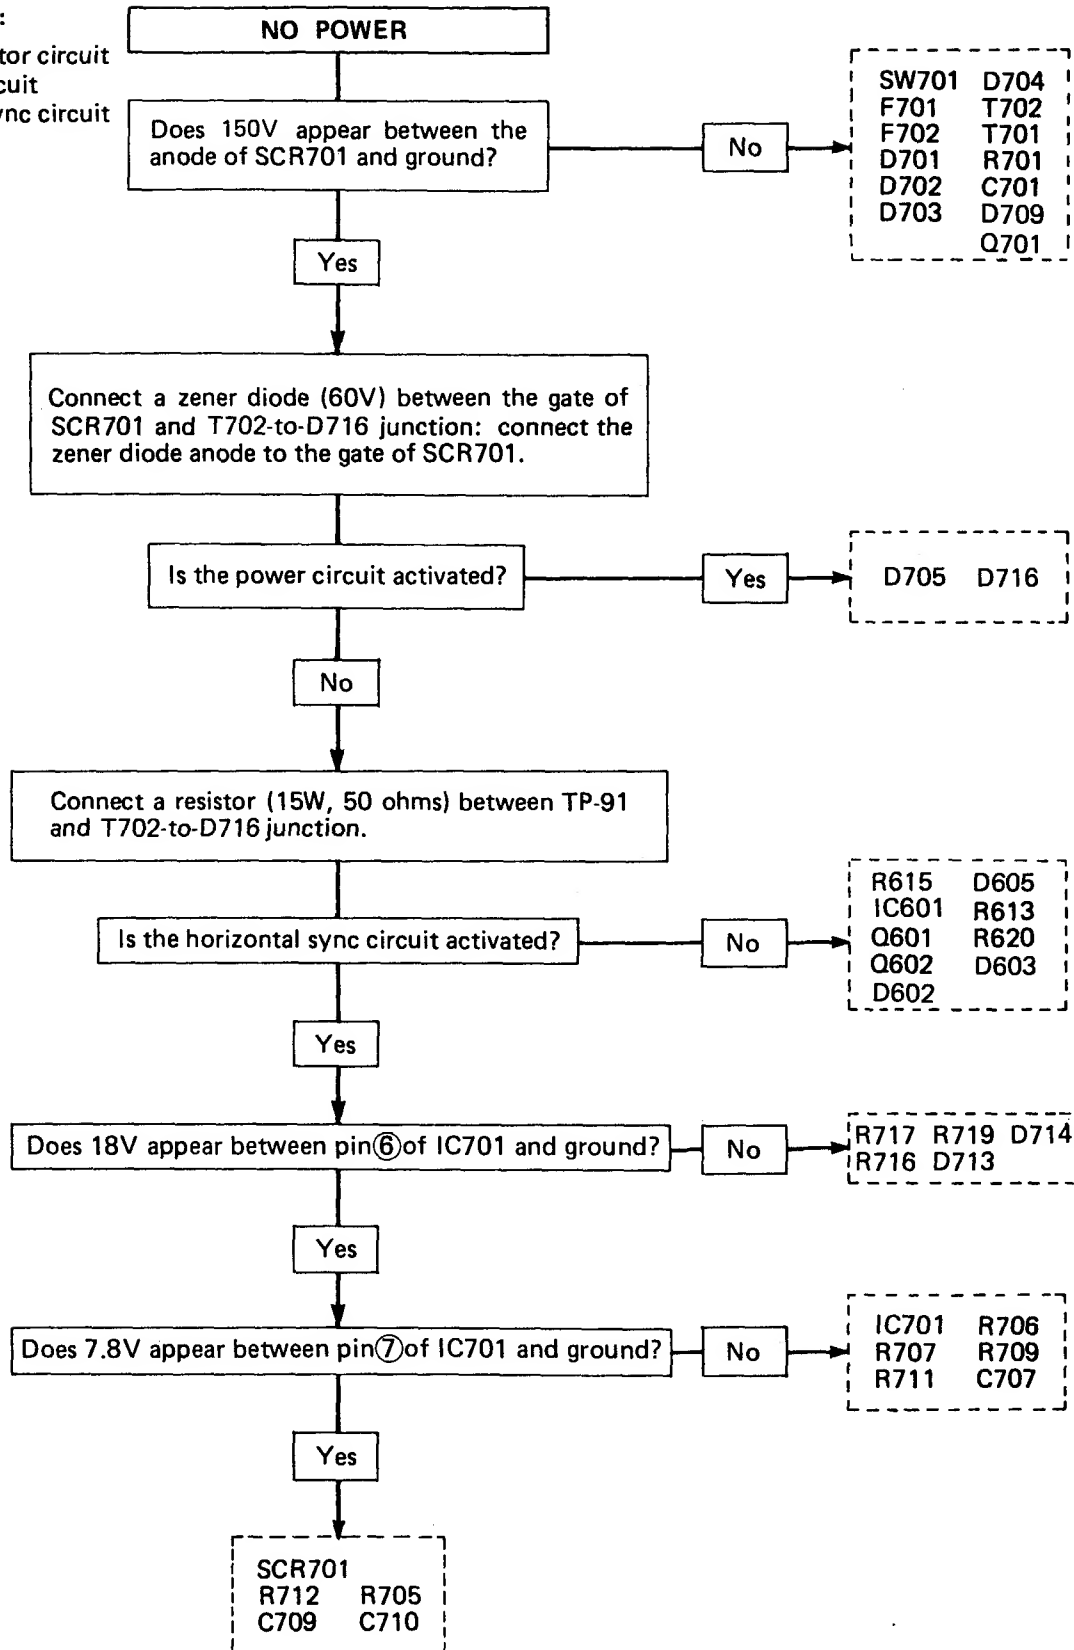 :
NO POWER
tor circuit
cuit
nc circuit
Does 150V appear between the
anode of SCR701 and ground?
No
SW701 D704
F701 T702
F702 T701
D701 R701
D702 C701
D703 D709
Q701
Yes
Connect a zener diode (60V) between the gate of
SCR701 and T702-to-D716 junction: connect the
zener diode anode to the gate of SCR701.
Is the power circuit activated?
Yes
D705 D716
No
Connect a resistor (15W, 50 ohms) between TP-91
and T702-to-D716 junction.
Is the horizontal sync circuit activated?
No
R615 D605
IC601 R613
Q601 R620
Q602 D603
D602
Yes
Does 18V appear between pin⑥of IC701 and ground?
No
R717 R719 D714
R716 D713
Yes
Does 7.8V appear between pin⑦of IC701 and ground?
No
IC701 R706
R707 R709
R711 C707
Yes
SCR701
R712 R705
C709 C710